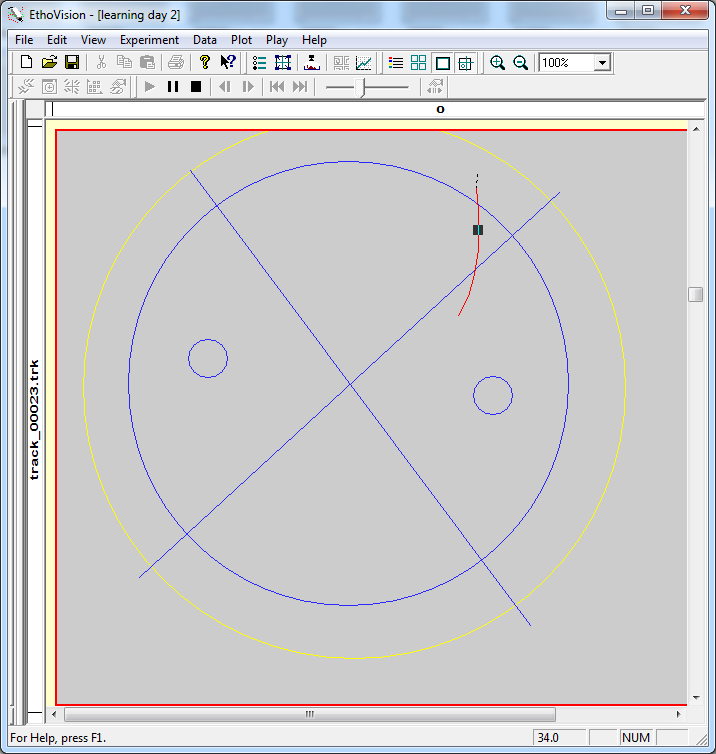 EthoVision - [learning day 2]
File Edit View Experiment Data Plot Play Help
100%
o
track_00023.trk
For Help, press F1.
34.0
NUM